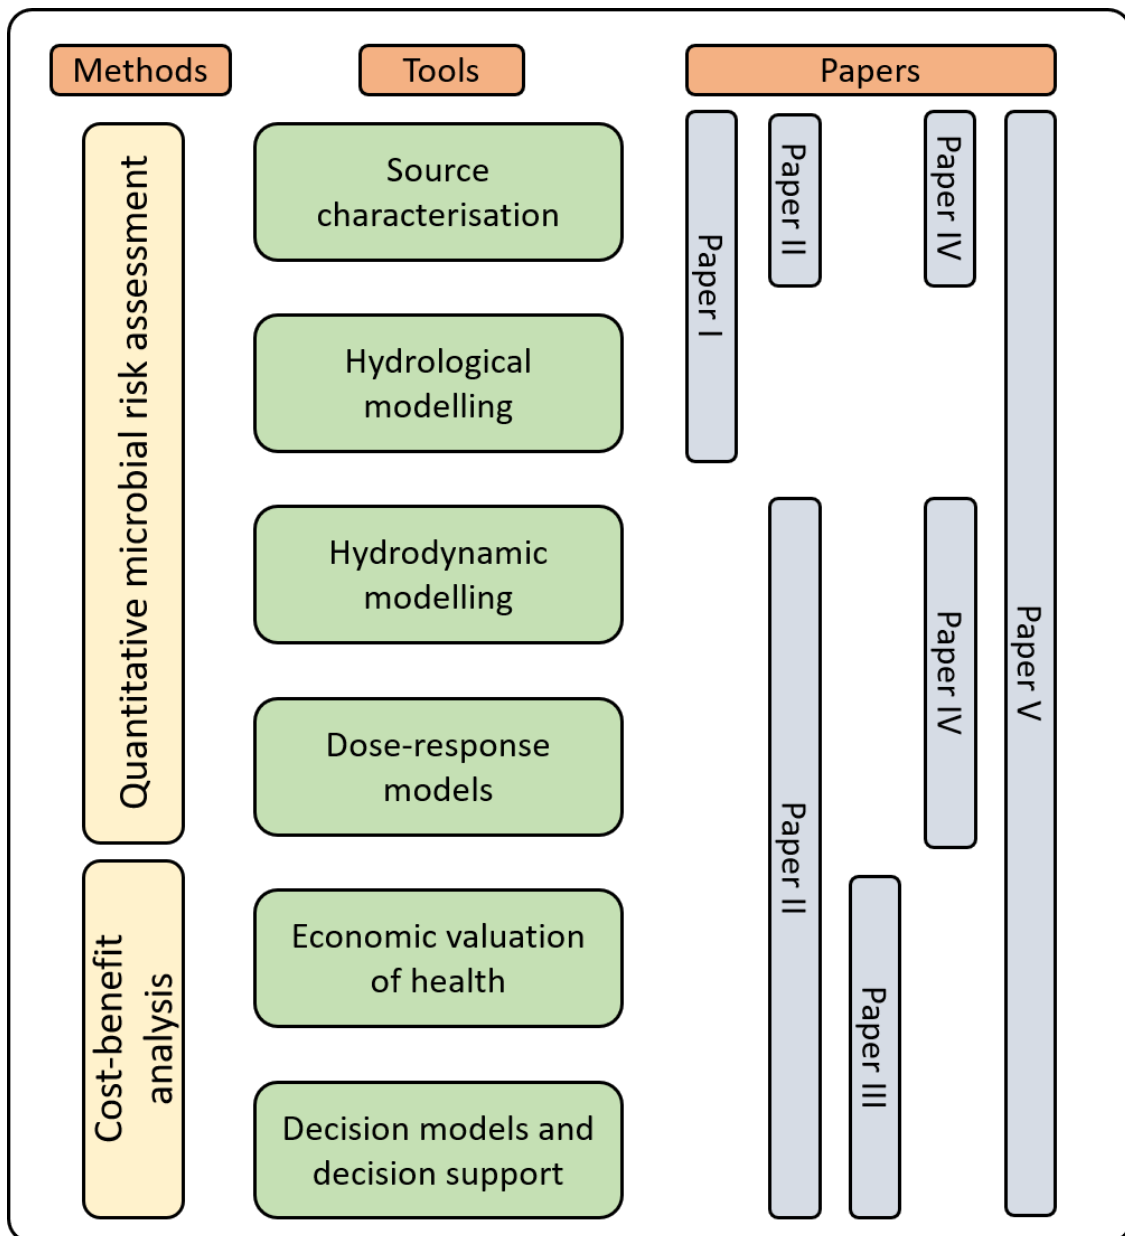 Methods
Tools
Papers
Quantitative microbial risk assessment
Cost-benefit
analysis
Source
characterisation
Hydrological
modelling
Hydrodynamic
modelling
Dose-response
models
Economic valuation
of health
Decision models and
decision support
Paper I
Paper II
Paper II
Paper III
Paper IV
Paper IV
Paper V